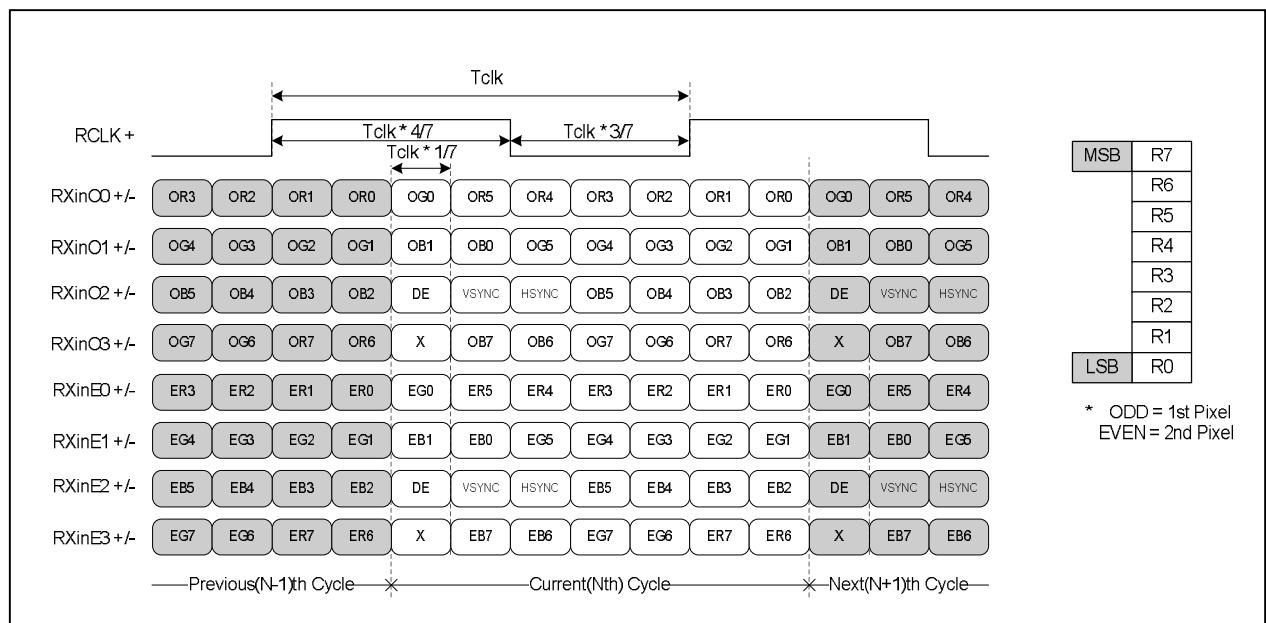 Tclk
RCLK +
Tclk * 4/7
Tclk * 3/7
Tclk * 1/7
RXinO0 +/- OR3 OR2 OR1 OR0 OG0 OR5 OR4 OR3 OR2 OR1 OR0 OG0 OR5 OR4
RXinO1 +/- OG4 OG3 OG2 OG1 OB1 OB0 OG5 OG4 OG3 OG2 OG1 OB1 OB0 OG5
RXinO2 +/- OB5 OB4 OB3 OB2 DE VSYNC HSYNC OB5 OB4 OB3 OB2 DE VSYNC HSYNC
RXinO3 +/- OG7 OG6 OR7 OR6 X OB7 OB6 OG7 OG6 OR7 OR6 X OB7 OB6
RXinE0 +/- ER3 ER2 ER1 ER0 EG0 ER5 ER4 ER3 ER2 ER1 ER0 EG0 ER5 ER4
RXinE1 +/- EG4 EG3 EG2 EG1 EB1 EB0 EG5 EG4 EG3 EG2 EG1 EB1 EB0 EG5
RXinE2 +/- EB5 EB4 EB3 EB2 DE VSYNC HSYNC EB5 EB4 EB3 EB2 DE VSYNC HSYNC
RXinE3 +/- EG7 EG6 ER7 ER6 X EB7 EB6 EG7 EG6 ER7 ER6 X EB7 EB6
Previous(N-1)th Cycle Current(Nth) Cycle Next(N+1)th Cycle
MSB R7
R6
R5
R4
R3
R2
R1
LSB R0
* ODD = 1st Pixel
EVEN = 2nd Pixel